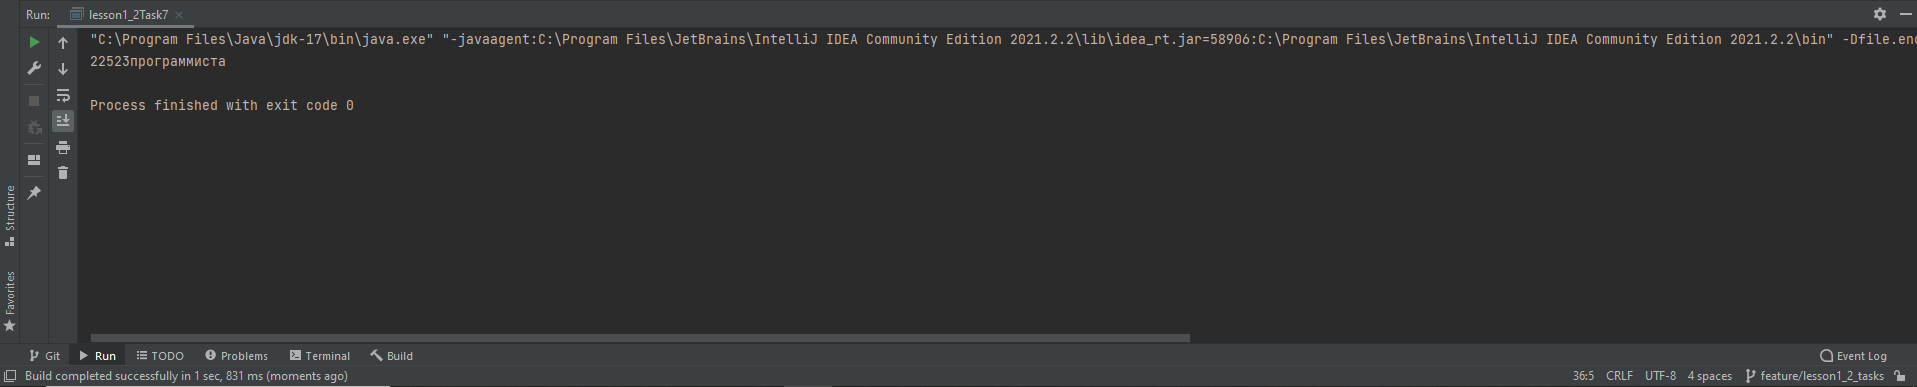 Run: lesson1_2Task7
"C:\Program Files\Java\jdk-17\bin\java.exe" "-javaagent:C:\Program Files\JetBrains\IntelliJ IDEA Community Edition 2021.2.2\lib\idea_rt.jar=58906:C:\Program Files\JetBrains\IntelliJ IDEA Community Edition 2021.2.2\bin" -Dfile.enc
22523программиста
Process finished with exit code 0
Structure
Favorites
Git Run TODO Problems Terminal Build Event Log
Build completed successfully in 1 sec, 831 ms (moments ago) 36:5 CRLF UTF-8 4 spaces feature/lesson1_2_tasks